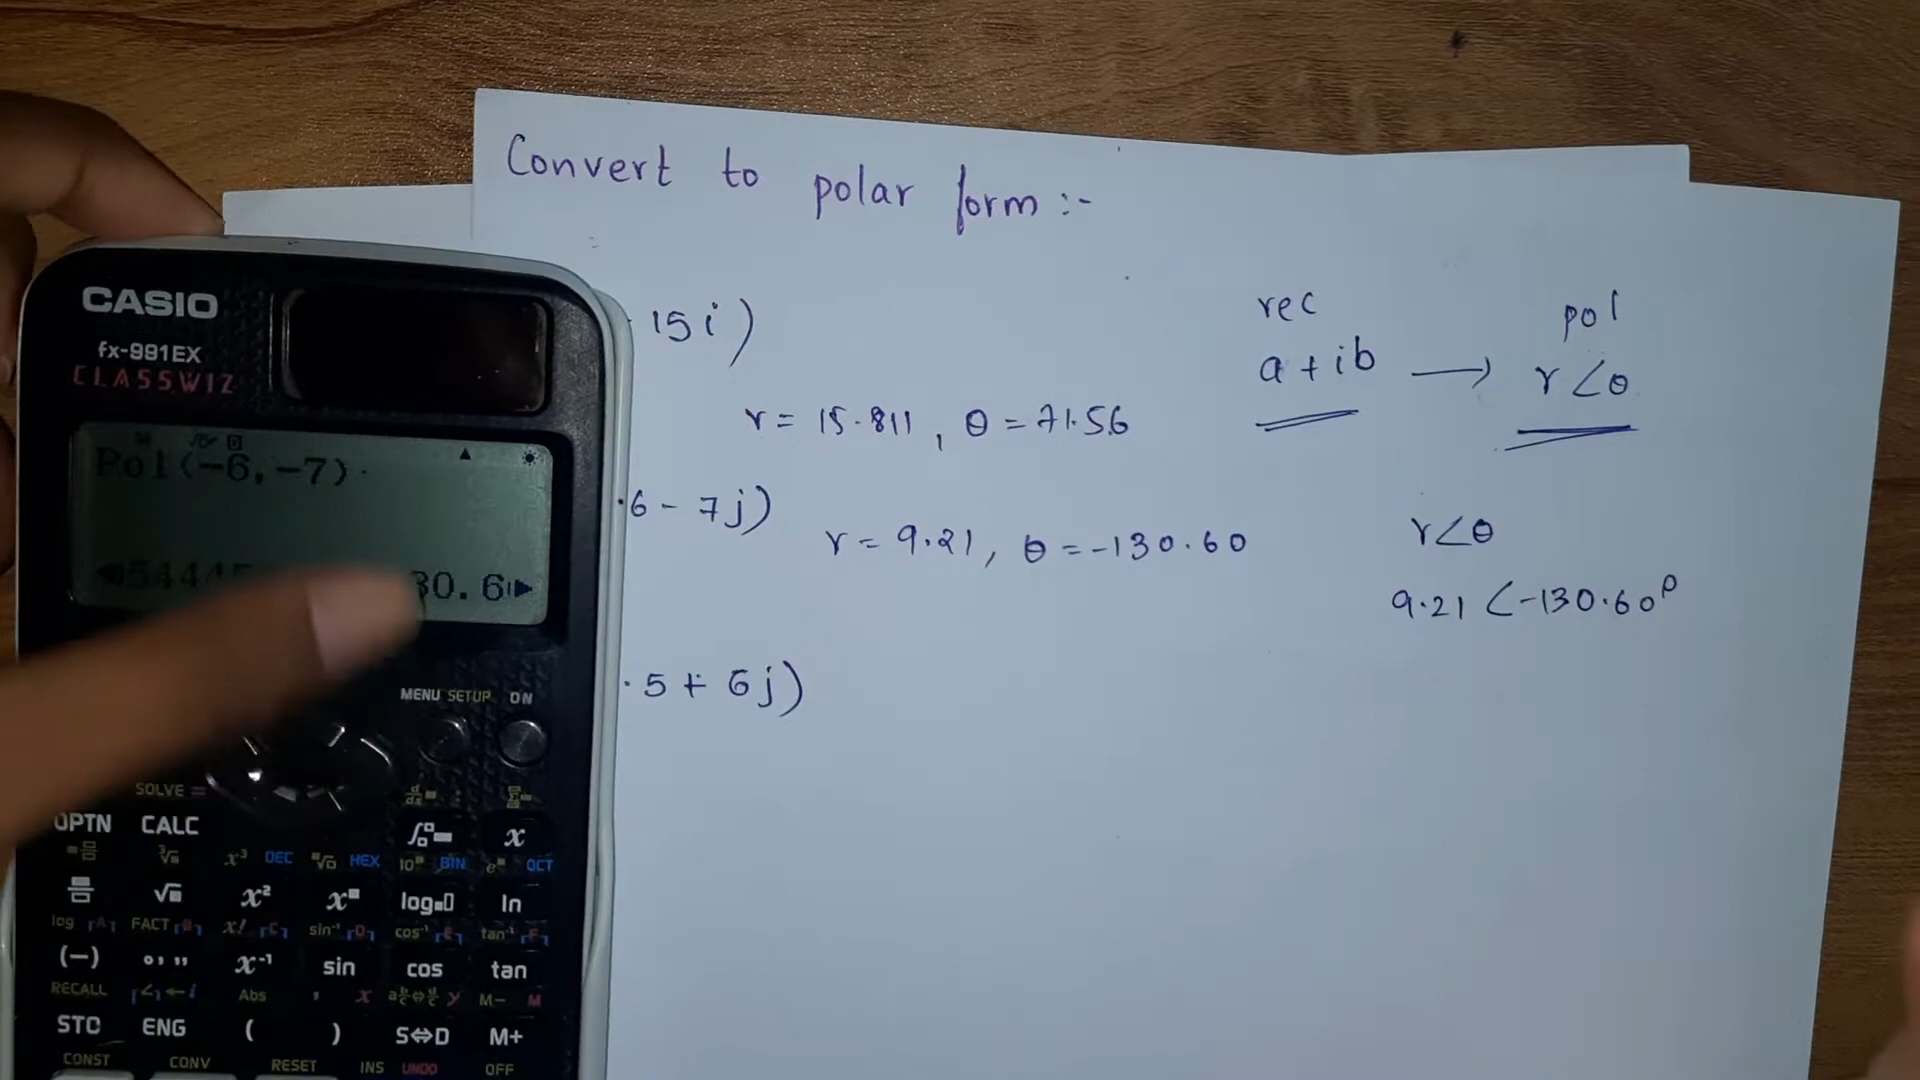 Convert to polar form :-
15i)
r = 15.811 , θ = 71.56
rec
a + ib → r∠θ
pol
6 - 7j)
r = 9.21, θ = -130.60
r∠θ
9.21 ∠-130.60°
5 + 6j)
CASIO
fx-991EX
CLASSWIZ
Pol(-6,-7)
30.6
MENU SETUP ON
SOLVE =
OPTN CALC x
x³ DEC HEX BIN OCT
x² ln
log A FACT B x! C sin⁻¹ D cos⁻¹ E tan⁻¹ F
(−) x⁻¹ sin cos tan
RECALL ∠ ←i Abs , x y M− M
STO ENG ( ) S⇔D M+
CONST CONV RESET INS UNDO OFF